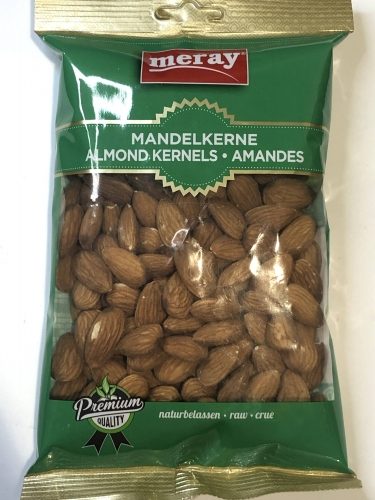 meray
MANDELKERNE
ALMOND KERNELS • AMANDES
Premium
QUALITY
naturbelassen • raw • crue